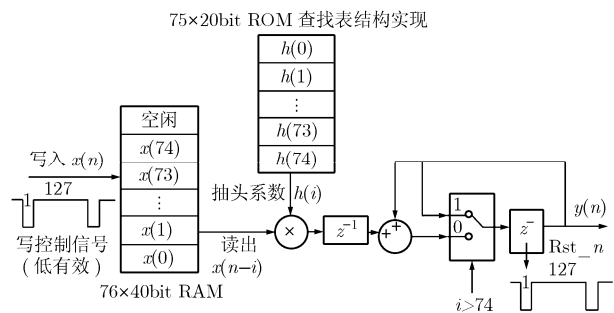 75×20bit ROM 查找表结构实现
h(0)
h(1)
⋮
h(73)
h(74)
空闲
x(74)
x(73)
⋮
x(1)
x(0)
写入 x(n)
1 127
写控制信号
(低有效)
76×40bit RAM
抽头系数 h(i)
读出
x(n−i)
×
z⁻¹
+
+
1
0
i>74
z⁻
y(n)
Rst_n
127
1